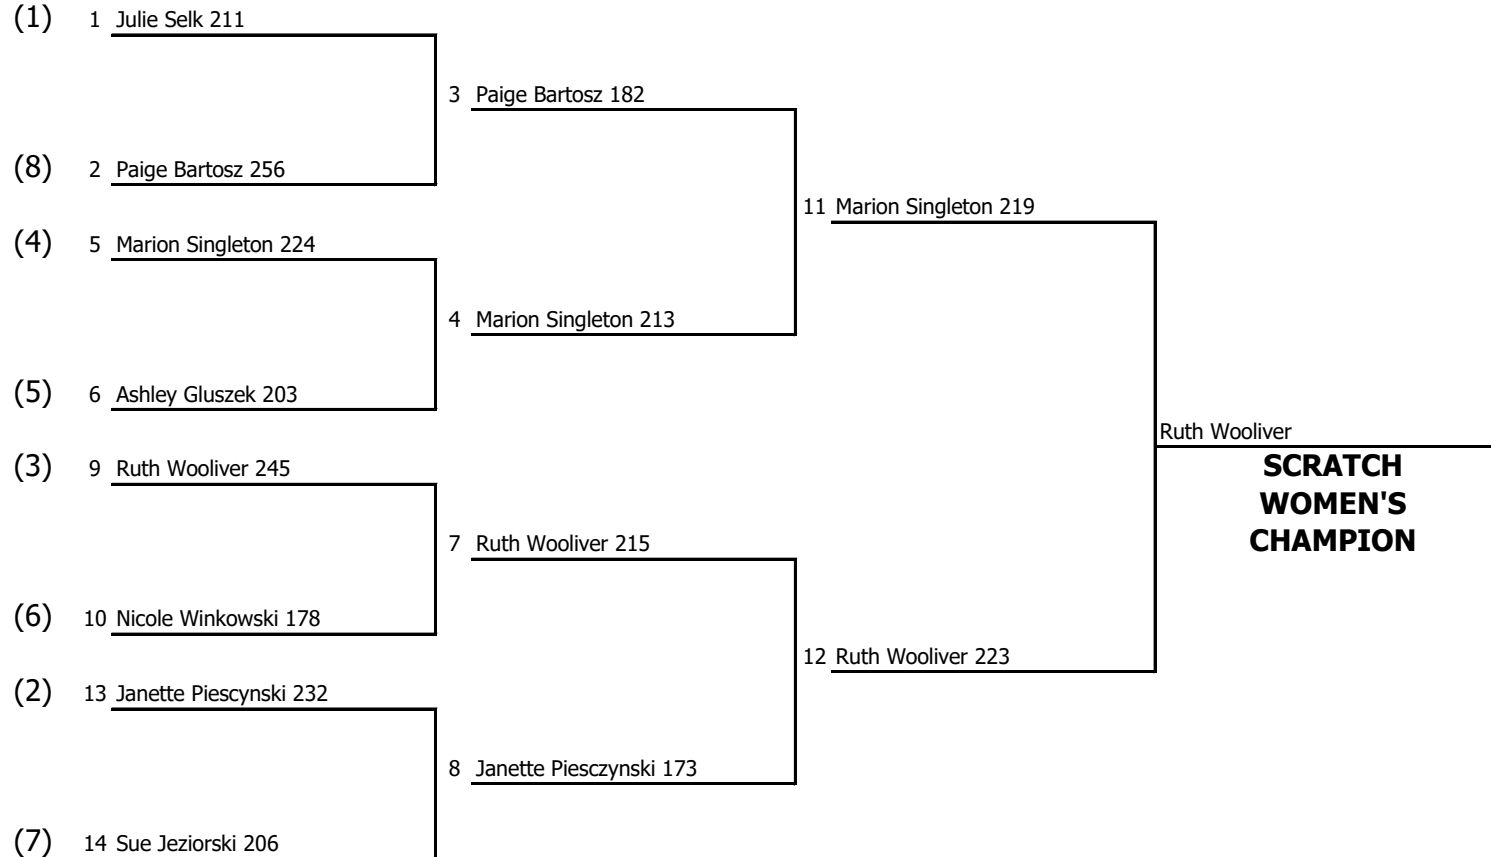 (1) 1 Julie Selk 211
3 Paige Bartosz 182
(8) 2 Paige Bartosz 256
11 Marion Singleton 219
(4) 5 Marion Singleton 224
4 Marion Singleton 213
(5) 6 Ashley Gluszek 203
Ruth Wooliver
SCRATCH
WOMEN'S
CHAMPION
(3) 9 Ruth Wooliver 245
7 Ruth Wooliver 215
(6) 10 Nicole Winkowski 178
12 Ruth Wooliver 223
(2) 13 Janette Piescynski 232
8 Janette Piesczynski 173
(7) 14 Sue Jeziorski 206